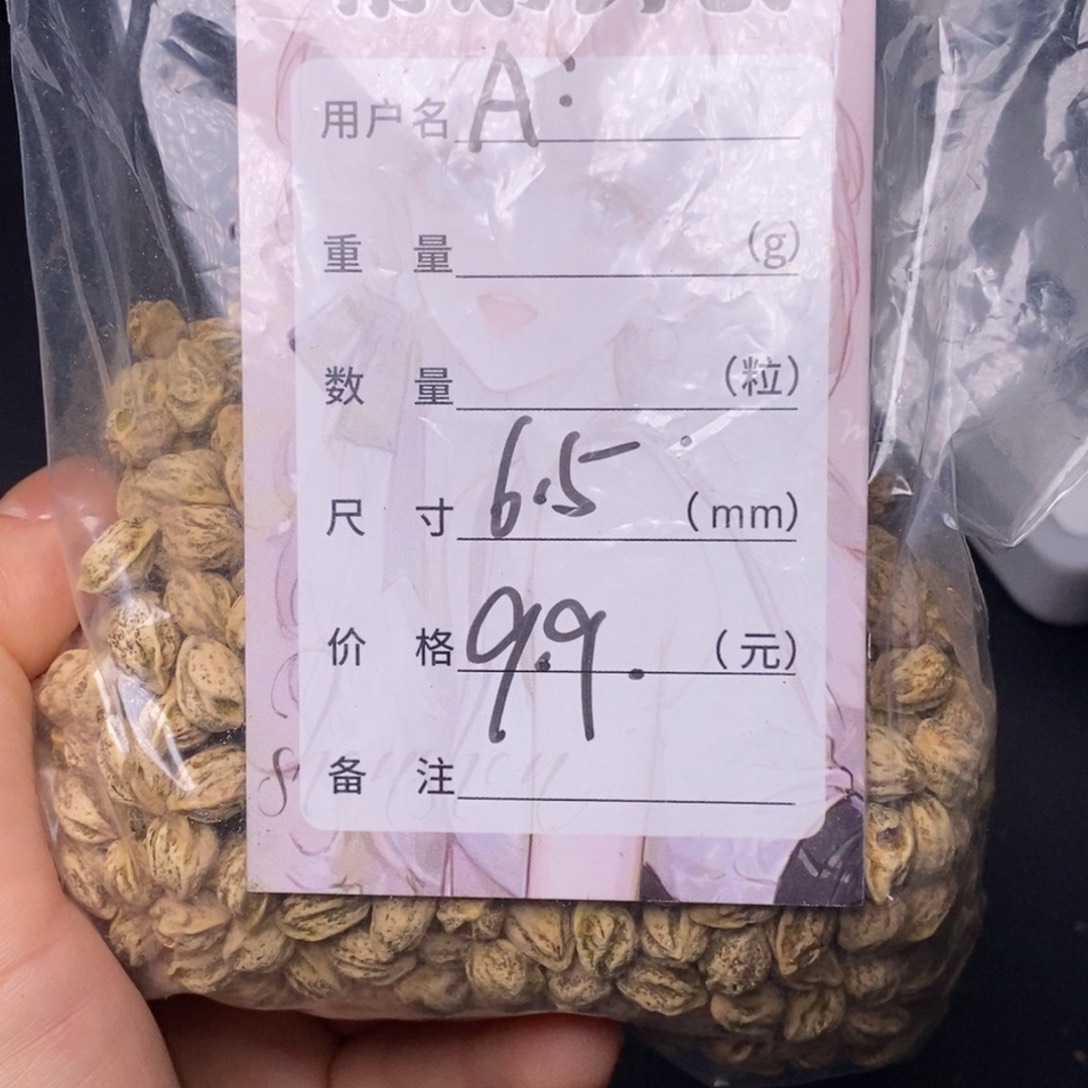 用户名 A:
重量 (g)
数量 (粒)
尺寸 6.5 (mm)
价格 9.9. (元)
备注